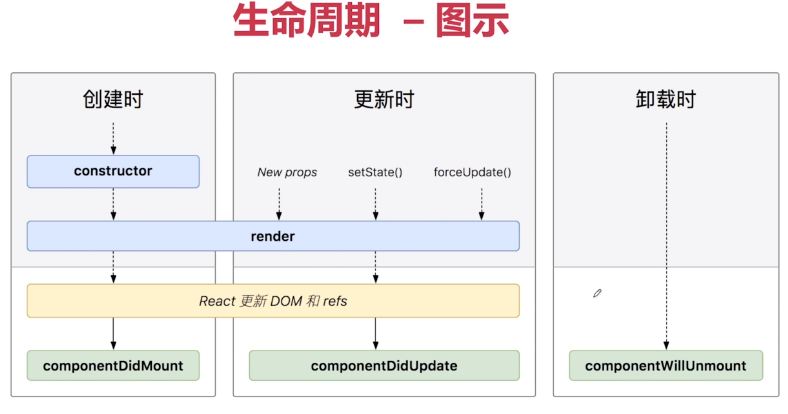 生命周期 – 图示
创建时
更新时
卸载时
constructor
New props
setState()
forceUpdate()
render
React 更新 DOM 和 refs
componentDidMount
componentDidUpdate
componentWillUnmount